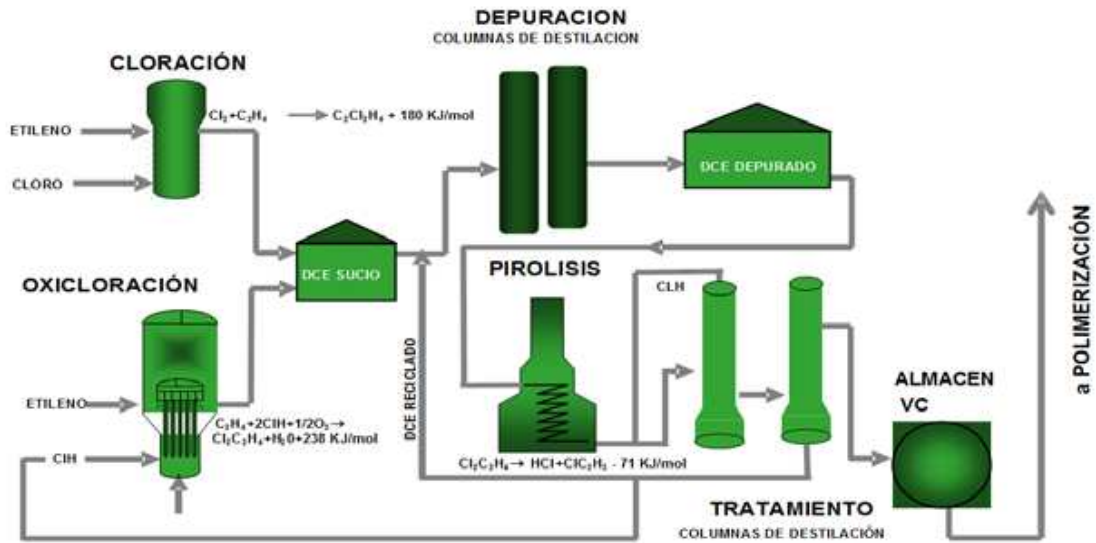 DEPURACION
COLUMNAS DE DESTILACION
CLORACIÓN
Cl2+C2H4 → C2Cl2H4 + 180 KJ/mol
ETILENO
CLORO
DCE DEPURADO
DCE SUCIO
OXICLORACIÓN
PIROLISIS
CLH
DCE RECICLADO
ETILENO
C2H4+2ClH+1/2O2→
Cl2C2H4+H20+238 KJ/mol
ClH
Cl2C2H4→ HCl+ClC2H3 - 71 KJ/mol
ALMACEN
VC
TRATAMIENTO
COLUMNAS DE DESTILACIÓN
a POLIMERIZACIÓN